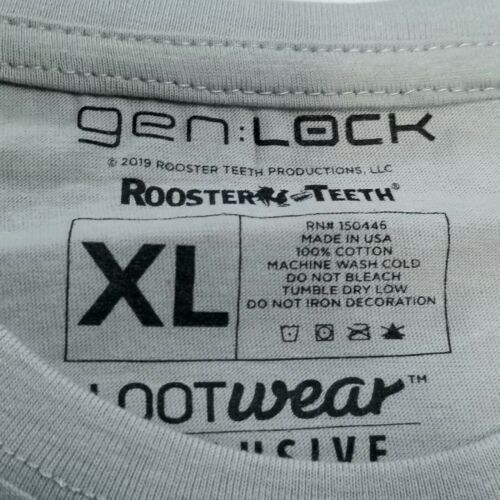 gen:LOCK
© 2019 ROOSTER TEETH PRODUCTIONS, LLC
ROOSTER TEETH®
XL
RN# 150446
MADE IN USA
100% COTTON
MACHINE WASH COLD
DO NOT BLEACH
TUMBLE DRY LOW
DO NOT IRON DECORATION
LOOTwear™